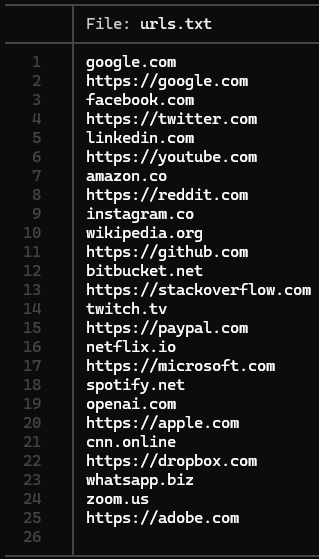 File: urls.txt
1 google.com
2 https://google.com
3 facebook.com
4 https://twitter.com
5 linkedin.com
6 https://youtube.com
7 amazon.co
8 https://reddit.com
9 instagram.co
10 wikipedia.org
11 https://github.com
12 bitbucket.net
13 https://stackoverflow.com
14 twitch.tv
15 https://paypal.com
16 netflix.io
17 https://microsoft.com
18 spotify.net
19 openai.com
20 https://apple.com
21 cnn.online
22 https://dropbox.com
23 whatsapp.biz
24 zoom.us
25 https://adobe.com
26